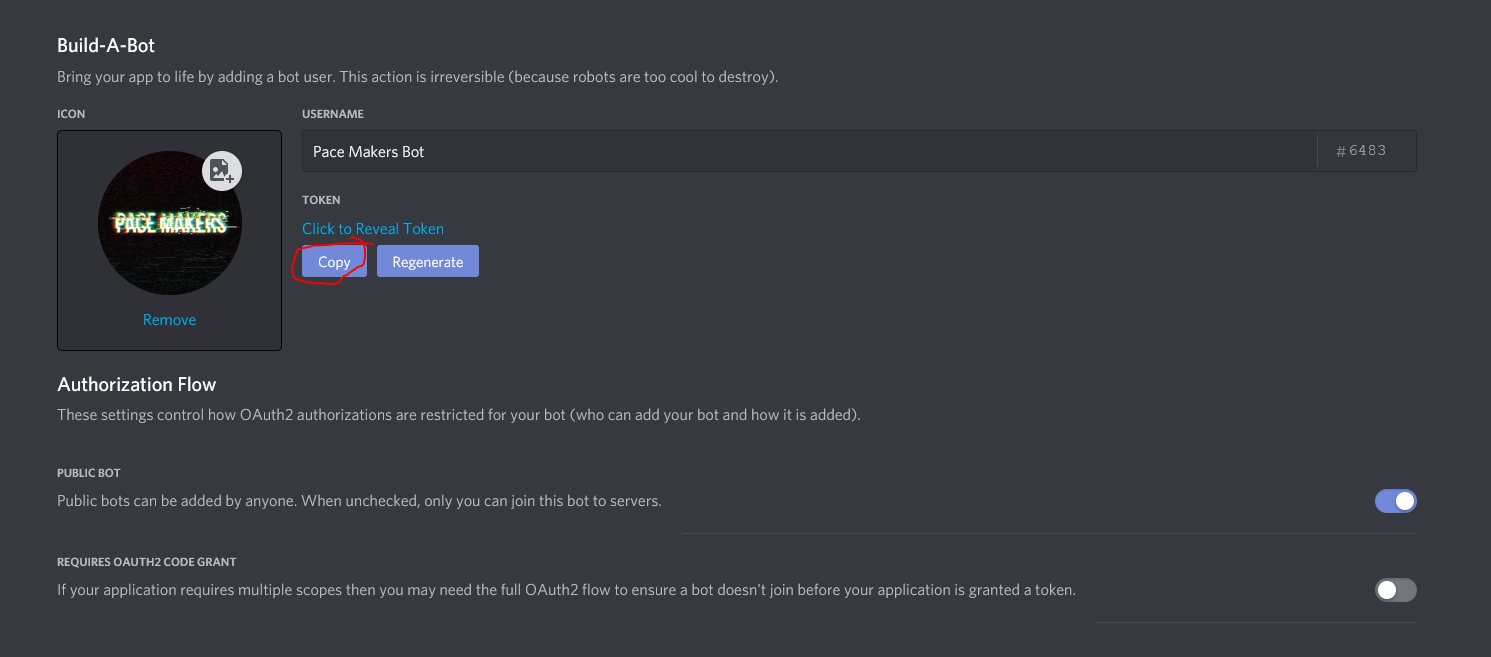 Build-A-Bot
Bring your app to life by adding a bot user. This action is irreversible (because robots are too cool to destroy).
ICON
USERNAME
Pace Makers Bot
#6483
PACE MAKERS
TOKEN
Click to Reveal Token
Copy
Regenerate
Remove
Authorization Flow
These settings control how OAuth2 authorizations are restricted for your bot (who can add your bot and how it is added).
PUBLIC BOT
Public bots can be added by anyone. When unchecked, only you can join this bot to servers.
REQUIRES OAUTH2 CODE GRANT
If your application requires multiple scopes then you may need the full OAuth2 flow to ensure a bot doesn't join before your application is granted a token.